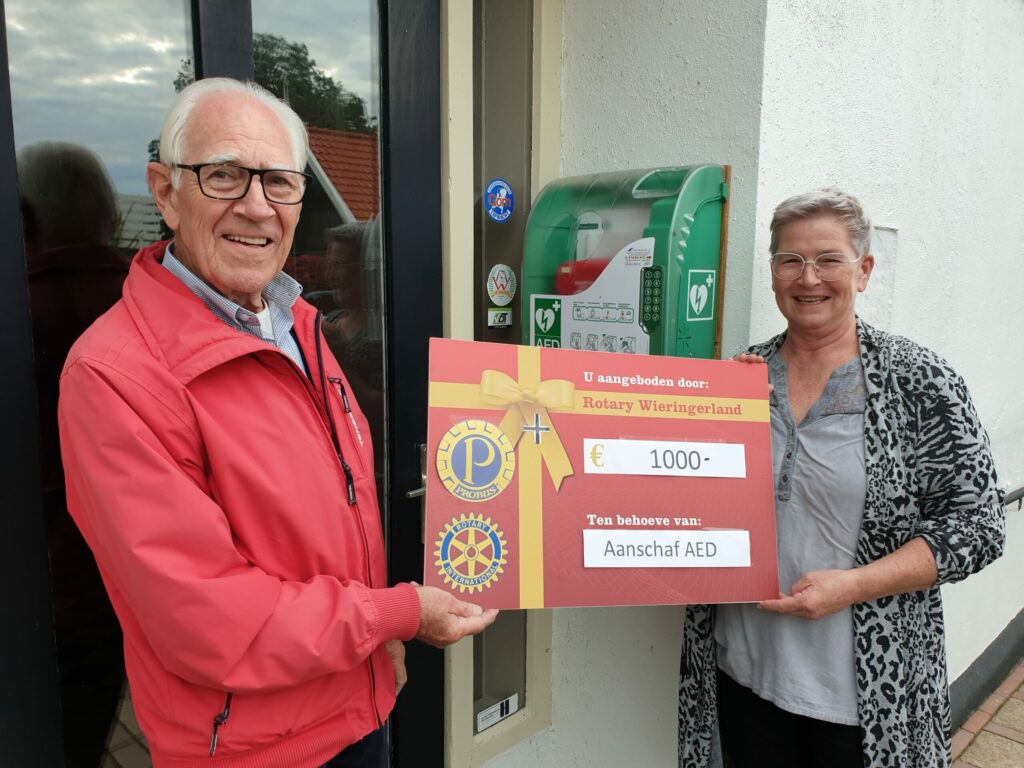 AED
U aangeboden door:
Rotary Wieringerland
€ 1000-
PROBUS
P
Ten behoeve van:
Aanschaf AED
ROTARY
INTERNATIONAL